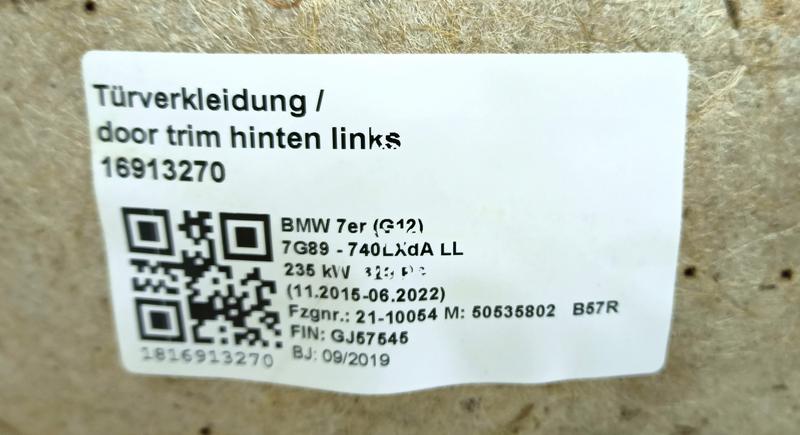 Türverkleidung /
door trim hinten links
16913270
BMW 7er (G12)
7G89 - 740LXdA LL
235 kW
(11.2015-06.2022)
Fzgnr.: 21-10054 M: 50535802 B57R
FIN: GJ57545
BJ: 09/2019
1816913270